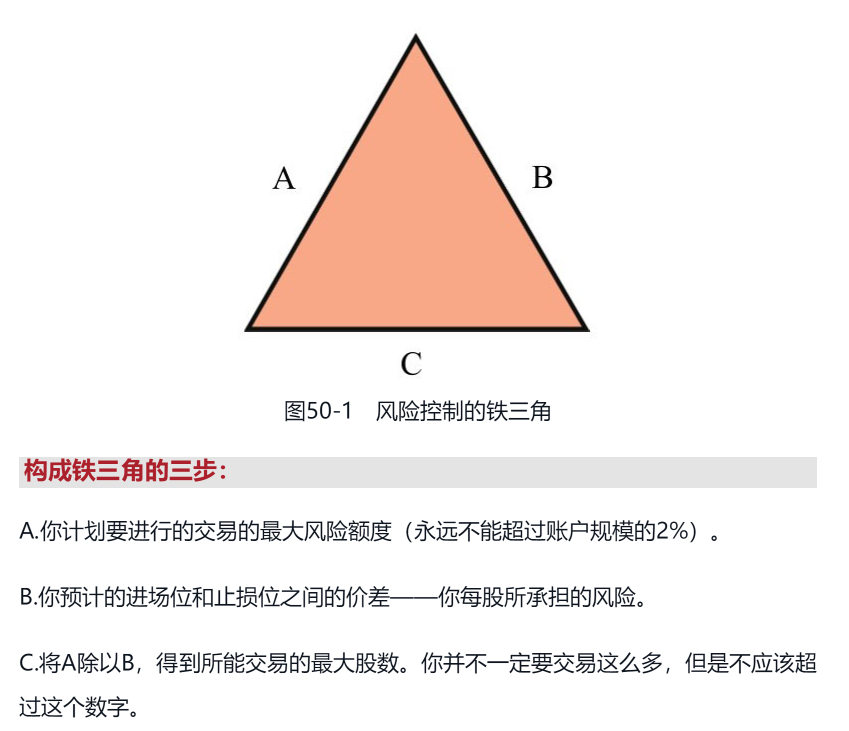 A
B
C
图50-1 风险控制的铁三角
构成铁三角的三步：
A.你计划要进行的交易的最大风险额度（永远不能超过账户规模的2%）。
B.你预计的进场位和止损位之间的价差——你每股所承担的风险。
C.将A除以B，得到所能交易的最大股数。你并不一定要交易这么多，但是不应该超
过这个数字。